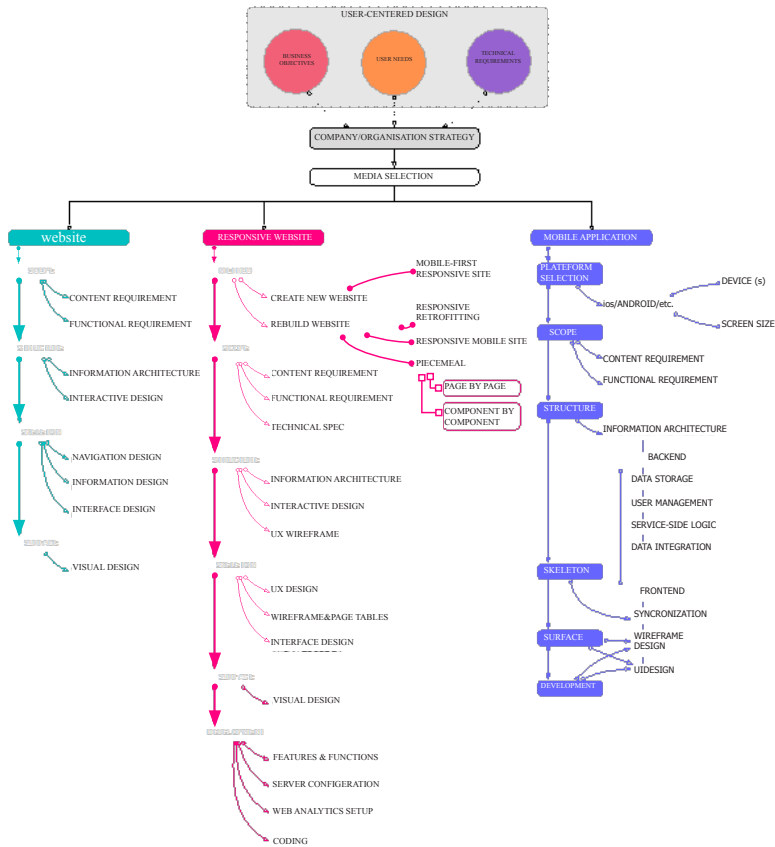 USER-CENTERED DESIGN
BUSINESS
OBJECTIVES
USER NEEDS
TECHNICAL
REQUIREMENTS
COMPANY/ORGANISATION STRATEGY
MEDIA SELECTION
website
CONTENT REQUIREMENT
FUNCTIONAL REQUIREMENT
INFORMATION ARCHITECTURE
INTERACTIVE DESIGN
NAVIGATION DESIGN
INFORMATION DESIGN
INTERFACE DESIGN
VISUAL DESIGN
RESPONSIVE WEBSITE
CREATE NEW WEBSITE
REBUILD WEBSITE
MOBILE-FIRST
RESPONSIVE SITE
RESPONSIVE
RETROFITTING
RESPONSIVE MOBILE SITE
PIECEMEAL
PAGE BY PAGE
COMPONENT BY
COMPONENT
CONTENT REQUIREMENT
FUNCTIONAL REQUIREMENT
TECHNICAL SPEC
INFORMATION ARCHITECTURE
INTERACTIVE DESIGN
UX WIREFRAME
UX DESIGN
WIREFRAME&PAGE TABLES
INTERFACE DESIGN
VISUAL DESIGN
FEATURES & FUNCTIONS
SERVER CONFIGERATION
WEB ANALYTICS SETUP
CODING
MOBILE APPLICATION
PLATEFORM
SELECTION
ios/ANDROID/etc.
DEVICE (s)
SCREEN SIZE
SCOPE
CONTENT REQUIREMENT
FUNCTIONAL REQUIREMENT
STRUCTURE
INFORMATION ARCHITECTURE
BACKEND
DATA STORAGE
USER MANAGEMENT
SERVICE-SIDE LOGIC
DATA INTEGRATION
SKELETON
FRONTEND
SYNCRONIZATION
SURFACE
WIREFRAME
DESIGN
UIDESIGN
DEVELOPMENT